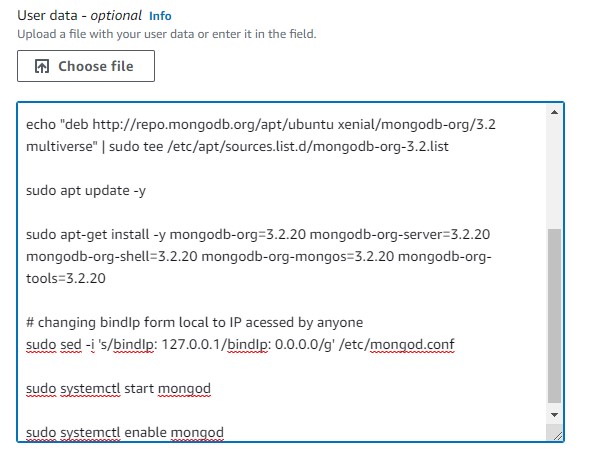 User data - optional Info
Upload a file with your user data or enter it in the field.
Choose file
echo "deb http://repo.mongodb.org/apt/ubuntu xenial/mongodb-org/3.2
multiverse" | sudo tee /etc/apt/sources.list.d/mongodb-org-3.2.list
sudo apt update -y
sudo apt-get install -y mongodb-org=3.2.20 mongodb-org-server=3.2.20
mongodb-org-shell=3.2.20 mongodb-org-mongos=3.2.20 mongodb-org-
tools=3.2.20
# changing bindIp form local to IP acessed by anyone
sudo sed -i 's/bindIp: 127.0.0.1/bindIp: 0.0.0.0/g' /etc/mongod.conf
sudo systemctl start mongod
sudo systemctl enable mongod